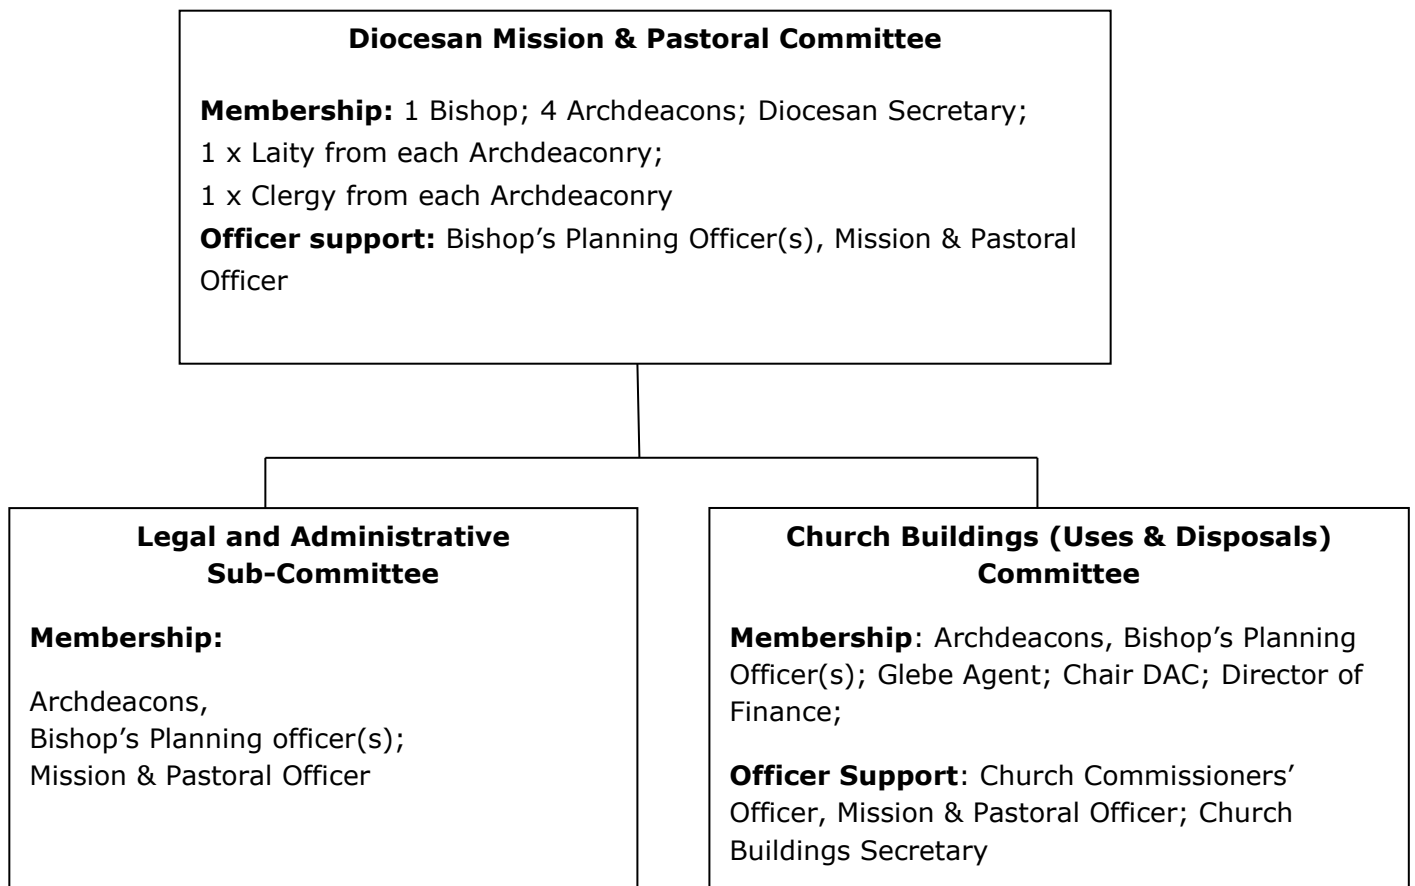 Diocesan Mission & Pastoral Committee
Membership: 1 Bishop; 4 Archdeacons; Diocesan Secretary;
1 x Laity from each Archdeaconry;
1 x Clergy from each Archdeaconry
Officer support: Bishop’s Planning Officer(s), Mission & Pastoral
Officer
Legal and Administrative
Sub-Committee
Membership:
Archdeacons,
Bishop’s Planning officer(s);
Mission & Pastoral Officer
Church Buildings (Uses & Disposals)
Committee
Membership: Archdeacons, Bishop’s Planning
Officer(s); Glebe Agent; Chair DAC; Director of
Finance;
Officer Support: Church Commissioners’
Officer, Mission & Pastoral Officer; Church
Buildings Secretary